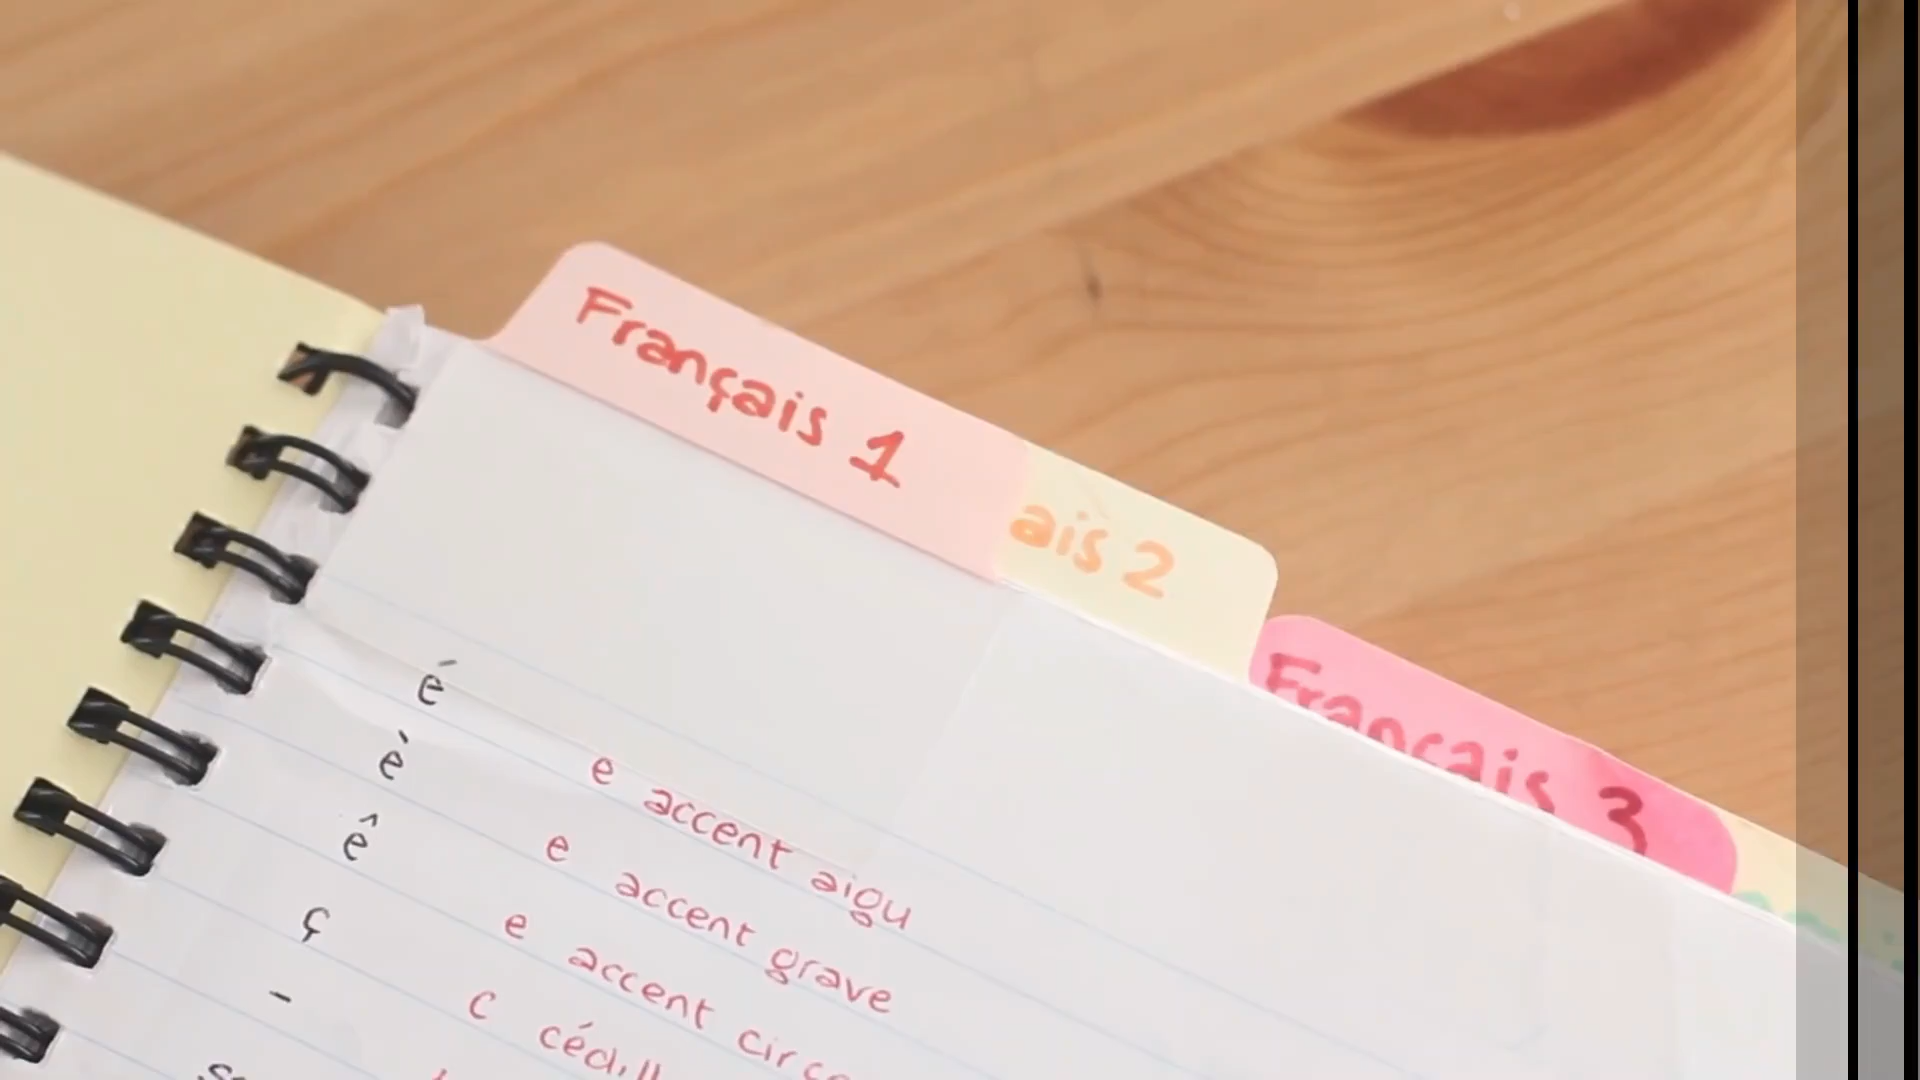 Français 1
ais 2
Français 3
é e accent aigu
è e accent grave
ê e accent circ
ç c cédill
-